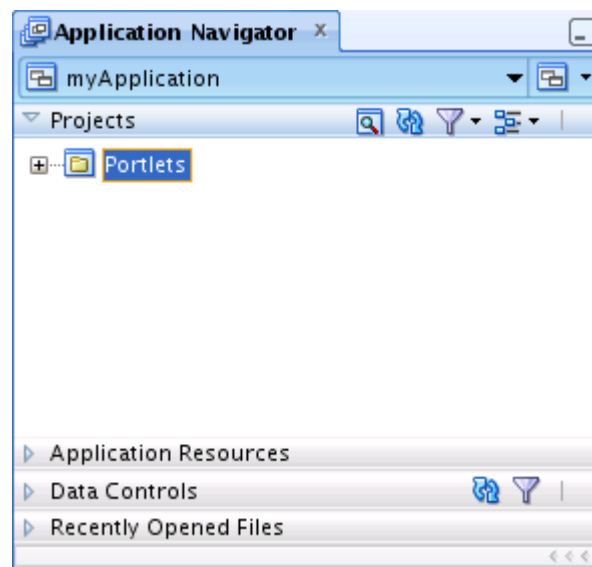 Application Navigator
myApplication
Projects
Portlets
Application Resources
Data Controls
Recently Opened Files